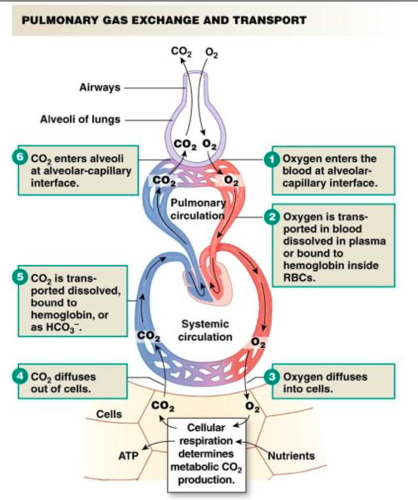 PULMONARY GAS EXCHANGE AND TRANSPORT
CO₂ O₂
Airways
Alveoli of lungs
CO₂ O₂
6 CO₂ enters alveoli
at alveolar-capillary
interface.
1 Oxygen enters the
blood at alveolar-
capillary interface.
CO₂
O₂
Pulmonary
circulation
2 Oxygen is trans-
ported in blood
dissolved in plasma
or bound to
hemoglobin inside
RBCs.
5 CO₂ is trans-
ported dissolved,
bound to
hemoglobin, or
as HCO₃⁻.
Systemic
circulation
CO₂
O₂
4 CO₂ diffuses
out of cells.
3 Oxygen diffuses
into cells.
CO₂
O₂
Cells
Cellular
respiration
determines
metabolic CO₂
production.
ATP
Nutrients